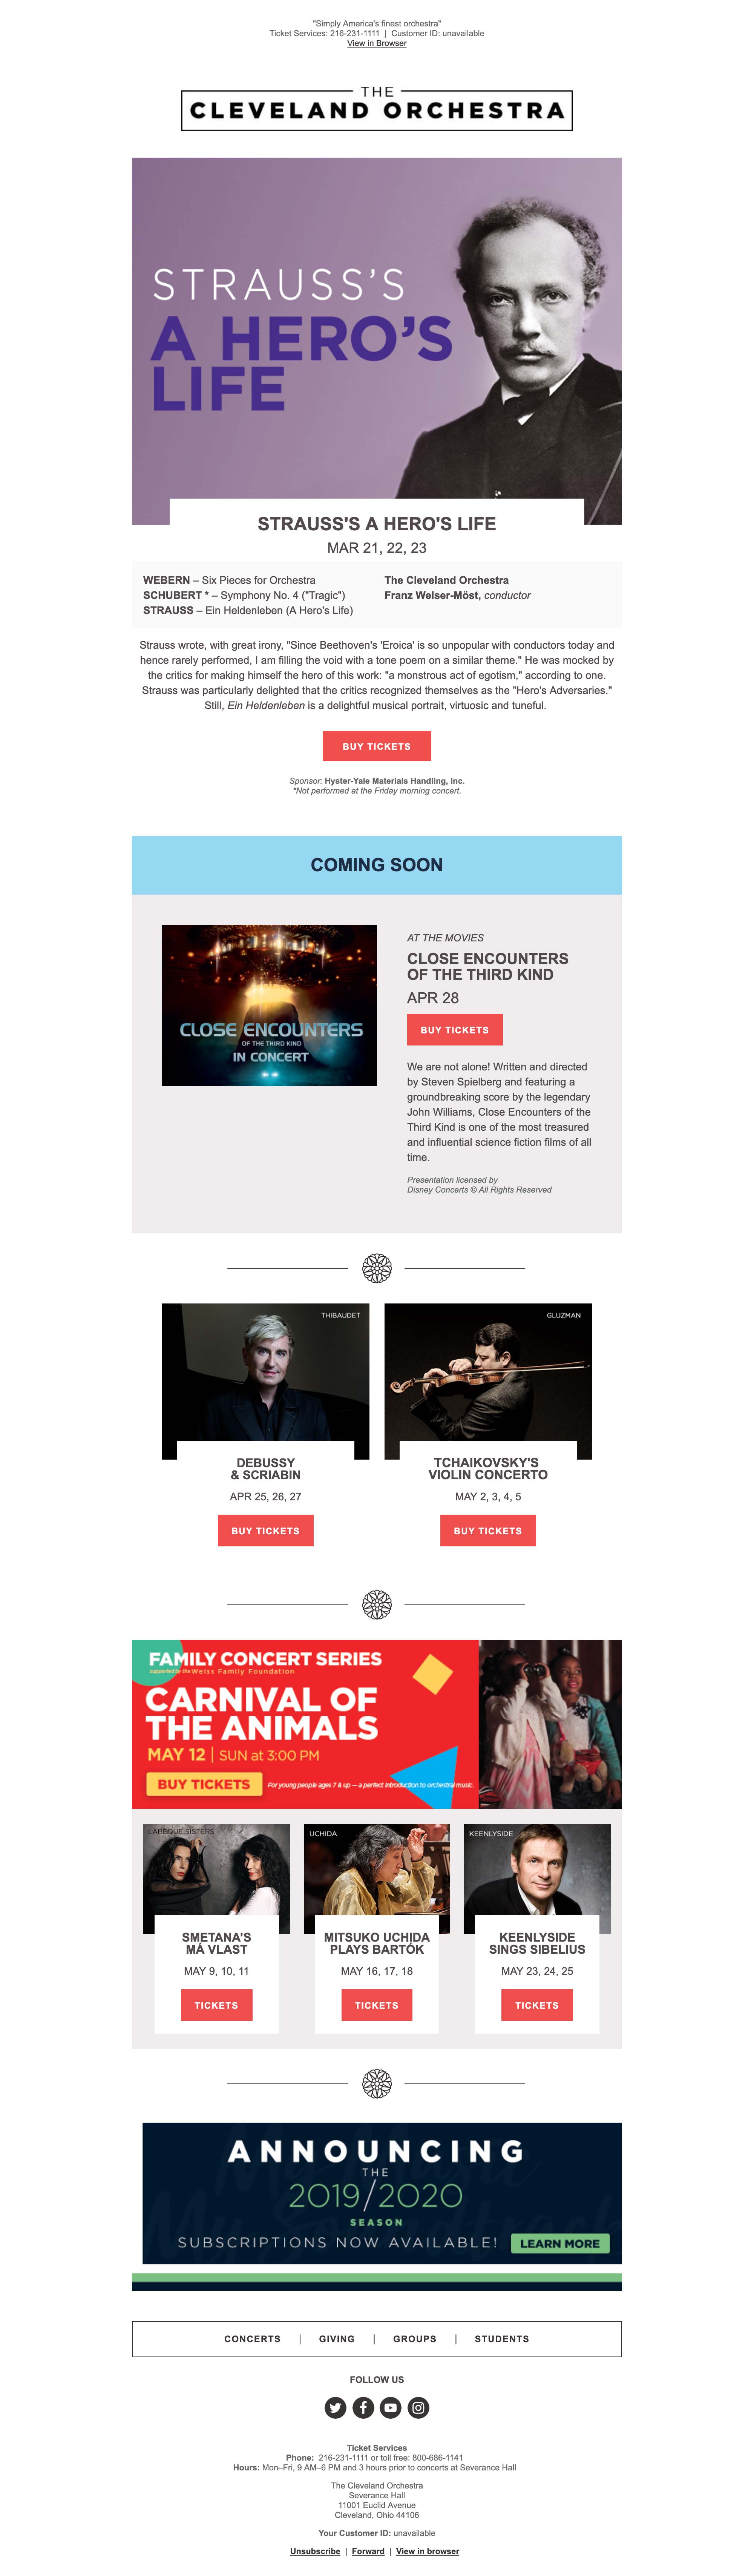 "Simply America's finest orchestra"
Ticket Services: 216-231-1111 | Customer ID: unavailable
View in Browser
THE
CLEVELAND ORCHESTRA
STRAUSS'S
A HERO'S
LIFE
STRAUSS'S A HERO'S LIFE
MAR 21, 22, 23
WEBERN – Six Pieces for Orchestra
SCHUBERT * – Symphony No. 4 ("Tragic")
STRAUSS – Ein Heldenleben (A Hero's Life)
The Cleveland Orchestra
Franz Welser-Möst, conductor
Strauss wrote, with great irony, "Since Beethoven's 'Eroica' is so unpopular with conductors today and
hence rarely performed, I am filling the void with a tone poem on a similar theme." He was mocked by
the critics for making himself the hero of this work: "a monstrous act of egotism," according to one.
Strauss was particularly delighted that the critics recognized themselves as the "Hero's Adversaries."
Still, Ein Heldenleben is a delightful musical portrait, virtuosic and tuneful.
BUY TICKETS
Sponsor: Hyster-Yale Materials Handling, Inc.
*Not performed at the Friday morning concert.
COMING SOON
CLOSE ENCOUNTERS
OF THE THIRD KIND
IN CONCERT
AT THE MOVIES
CLOSE ENCOUNTERS
OF THE THIRD KIND
APR 28
BUY TICKETS
We are not alone! Written and directed
by Steven Spielberg and featuring a
groundbreaking score by the legendary
John Williams, Close Encounters of the
Third Kind is one of the most treasured
and influential science fiction films of all
time.
Presentation licensed by
Disney Concerts © All Rights Reserved
THIBAUDET
DEBUSSY
& SCRIABIN
APR 25, 26, 27
BUY TICKETS
GLUZMAN
TCHAIKOVSKY'S
VIOLIN CONCERTO
MAY 2, 3, 4, 5
BUY TICKETS
FAMILY CONCERT SERIES
supported by the Weiss Family Foundation
CARNIVAL OF
THE ANIMALS
MAY 12 | SUN at 3:00 PM
BUY TICKETS
For young people ages 7 & up — a perfect introduction to orchestral music.
LABÈQUE SISTERS
SMETANA'S
MÁ VLAST
MAY 9, 10, 11
TICKETS
UCHIDA
MITSUKO UCHIDA
PLAYS BARTÓK
MAY 16, 17, 18
TICKETS
KEENLYSIDE
KEENLYSIDE
SINGS SIBELIUS
MAY 23, 24, 25
TICKETS
ANNOUNCING
THE
2019/2020
SEASON
SUBSCRIPTIONS NOW AVAILABLE!
LEARN MORE
CONCERTS | GIVING | GROUPS | STUDENTS
FOLLOW US
Ticket Services
Phone: 216-231-1111 or toll free: 800-686-1141
Hours: Mon–Fri, 9 AM–6 PM and 3 hours prior to concerts at Severance Hall
The Cleveland Orchestra
Severance Hall
11001 Euclid Avenue
Cleveland, Ohio 44106
Your Customer ID: unavailable
Unsubscribe | Forward | View in browser